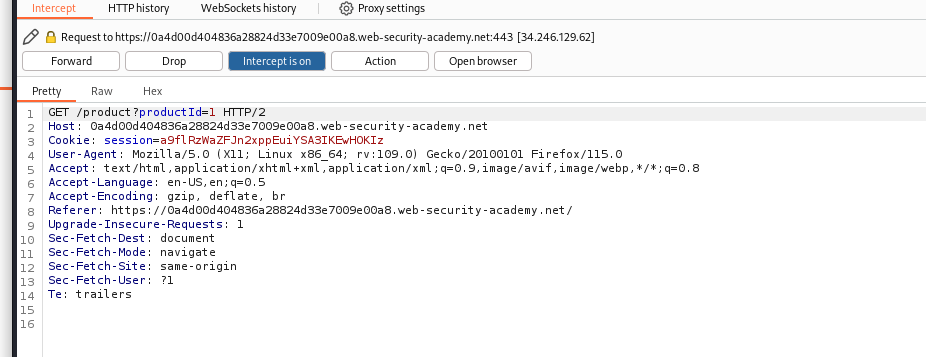 Intercept HTTP history WebSockets history Proxy settings
Request to https://0a4d00d404836a28824d33e7009e00a8.web-security-academy.net:443 [34.246.129.62]
Forward Drop Intercept is on Action Open browser
Pretty Raw Hex
1 GET /product?productId=1 HTTP/2
2 Host: 0a4d00d404836a28824d33e7009e00a8.web-security-academy.net
3 Cookie: session=a9flRzWaZFJn2xppEuiYSA3IKEwHOKIz
4 User-Agent: Mozilla/5.0 (X11; Linux x86_64; rv:109.0) Gecko/20100101 Firefox/115.0
5 Accept: text/html,application/xhtml+xml,application/xml;q=0.9,image/avif,image/webp,*/*;q=0.8
6 Accept-Language: en-US,en;q=0.5
7 Accept-Encoding: gzip, deflate, br
8 Referer: https://0a4d00d404836a28824d33e7009e00a8.web-security-academy.net/
9 Upgrade-Insecure-Requests: 1
10 Sec-Fetch-Dest: document
11 Sec-Fetch-Mode: navigate
12 Sec-Fetch-Site: same-origin
13 Sec-Fetch-User: ?1
14 Te: trailers
15
16